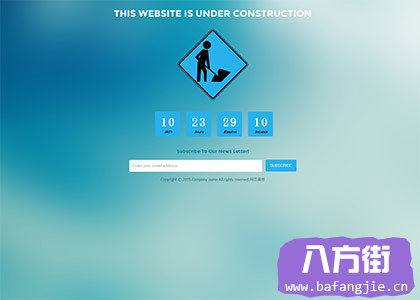 THIS WEBSITE IS UNDER CONSTRUCTION
10 23 29 10
DAYS HOURS MINUTES SECONDS
Subscribe To Our News Letter!
Enter your email address SUBSCRIBE
Copyright © 2015.Company name All rights reserved.
八方街
www.bafangjie.cn